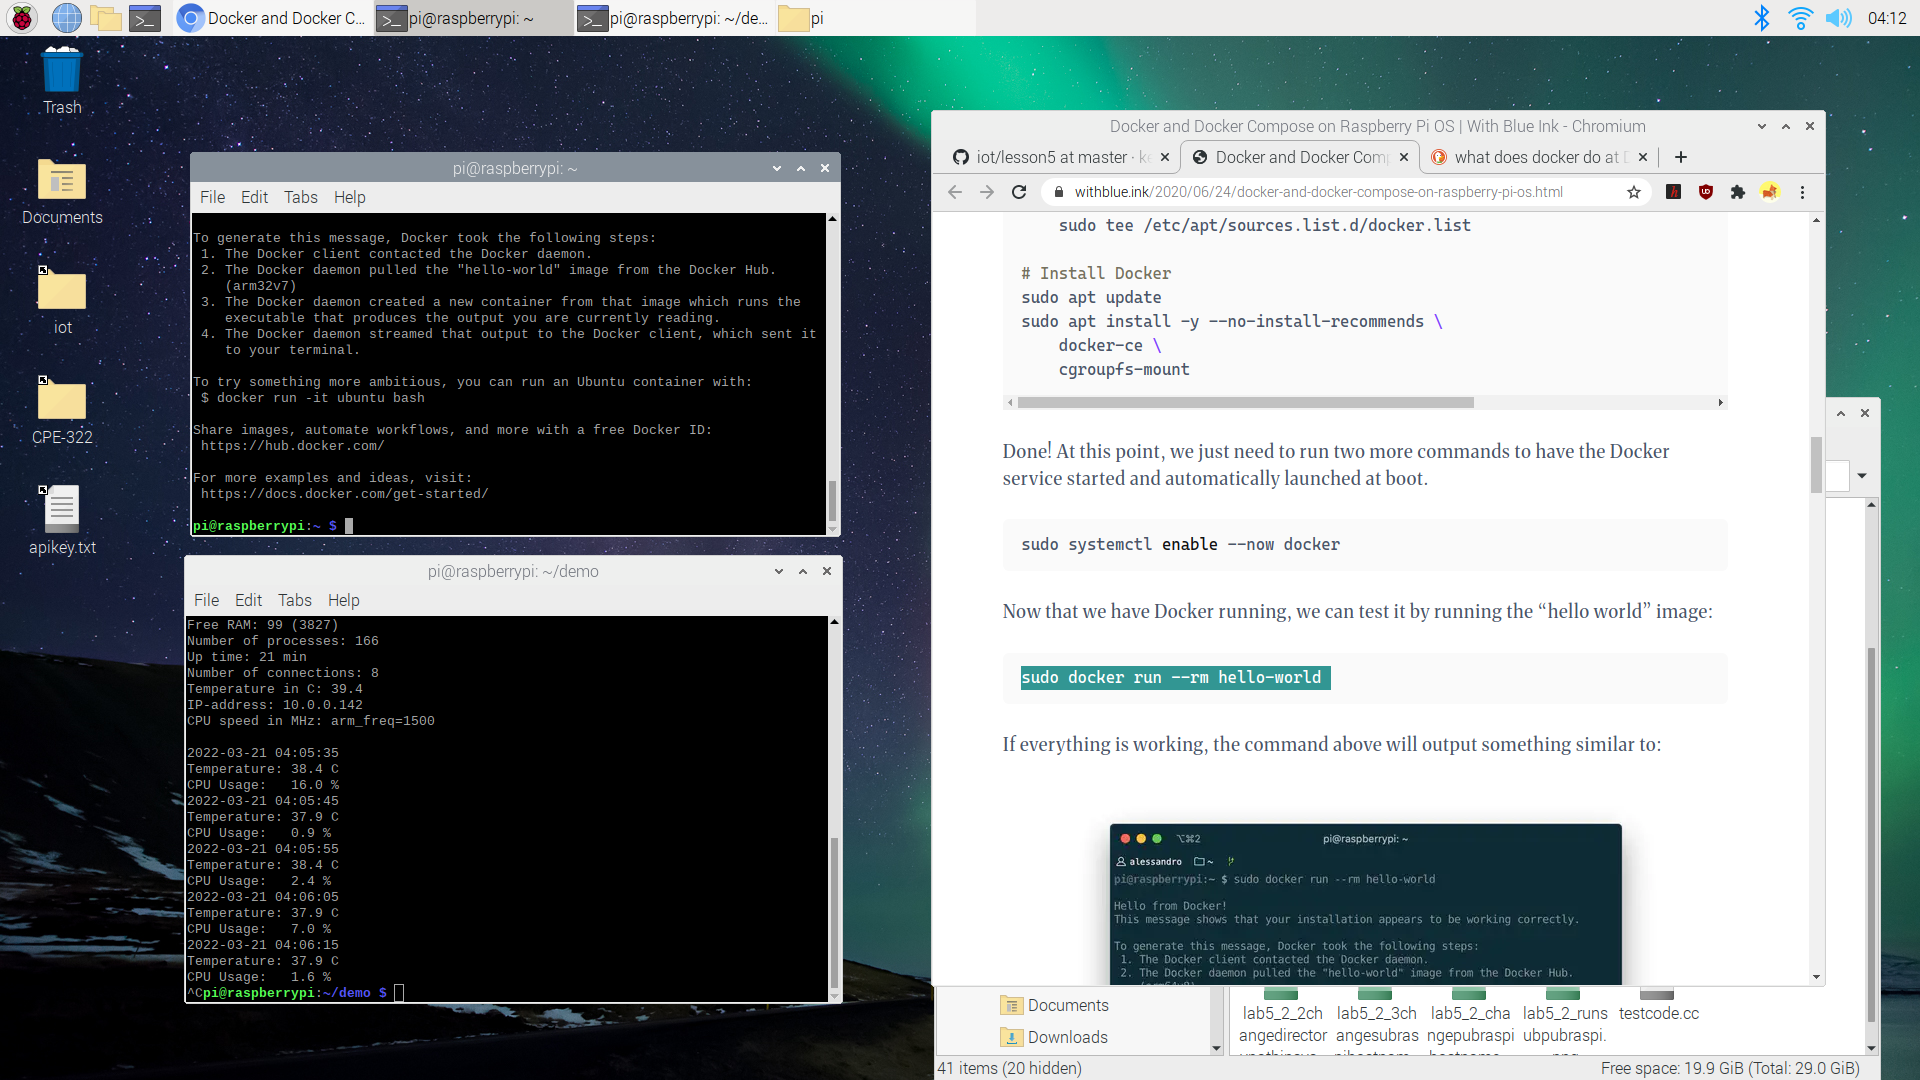 Docker and Docker C...
pi@raspberrypi: ~
pi@raspberrypi: ~/de...
pi
04:12
Trash
Documents
iot
CPE-322
apikey.txt
pi@raspberrypi: ~
File Edit Tabs Help
To generate this message, Docker took the following steps:
1. The Docker client contacted the Docker daemon.
2. The Docker daemon pulled the "hello-world" image from the Docker Hub.
(arm32v7)
3. The Docker daemon created a new container from that image which runs the
executable that produces the output you are currently reading.
4. The Docker daemon streamed that output to the Docker client, which sent it
to your terminal.
To try something more ambitious, you can run an Ubuntu container with:
$ docker run -it ubuntu bash
Share images, automate workflows, and more with a free Docker ID:
https://hub.docker.com/
For more examples and ideas, visit:
https://docs.docker.com/get-started/
pi@raspberrypi:~ $
pi@raspberrypi: ~/demo
File Edit Tabs Help
Free RAM: 99 (3827)
Number of processes: 166
Up time: 21 min
Number of connections: 8
Temperature in C: 39.4
IP-address: 10.0.0.142
CPU speed in MHz: arm_freq=1500
2022-03-21 04:05:35
Temperature: 38.4 C
CPU Usage: 16.0 %
2022-03-21 04:05:45
Temperature: 37.9 C
CPU Usage: 0.9 %
2022-03-21 04:05:55
Temperature: 38.4 C
CPU Usage: 2.4 %
2022-03-21 04:06:05
Temperature: 37.9 C
CPU Usage: 7.0 %
2022-03-21 04:06:15
Temperature: 37.9 C
CPU Usage: 1.6 %
^Cpi@raspberrypi:~/demo $
Docker and Docker Compose on Raspberry Pi OS | With Blue Ink - Chromium
iot/lesson5 at master · ke
Docker and Docker Comp
what does docker do at D
withblue.ink/2020/06/24/docker-and-docker-compose-on-raspberry-pi-os.html
sudo tee /etc/apt/sources.list.d/docker.list
# Install Docker
sudo apt update
sudo apt install -y --no-install-recommends \
docker-ce \
cgroupfs-mount
Done! At this point, we just need to run two more commands to have the Docker
service started and automatically launched at boot.
sudo systemctl enable --now docker
Now that we have Docker running, we can test it by running the “hello world” image:
sudo docker run --rm hello-world
If everything is working, the command above will output something similar to:
⌥⌘2
pi@raspberrypi: ~
alessandro ~
pi@raspberrypi:~ $ sudo docker run --rm hello-world
Hello from Docker!
This message shows that your installation appears to be working correctly.
To generate this message, Docker took the following steps:
1. The Docker client contacted the Docker daemon.
2. The Docker daemon pulled the "hello-world" image from the Docker Hub.
Documents
Downloads
lab5_2_2ch
angedirector
lab5_2_3ch
angesubras
lab5_2_cha
ngepubraspi
lab5_2_runs
ubpubraspi.
testcode.cc
41 items (20 hidden)
Free space: 19.9 GiB (Total: 29.0 GiB)